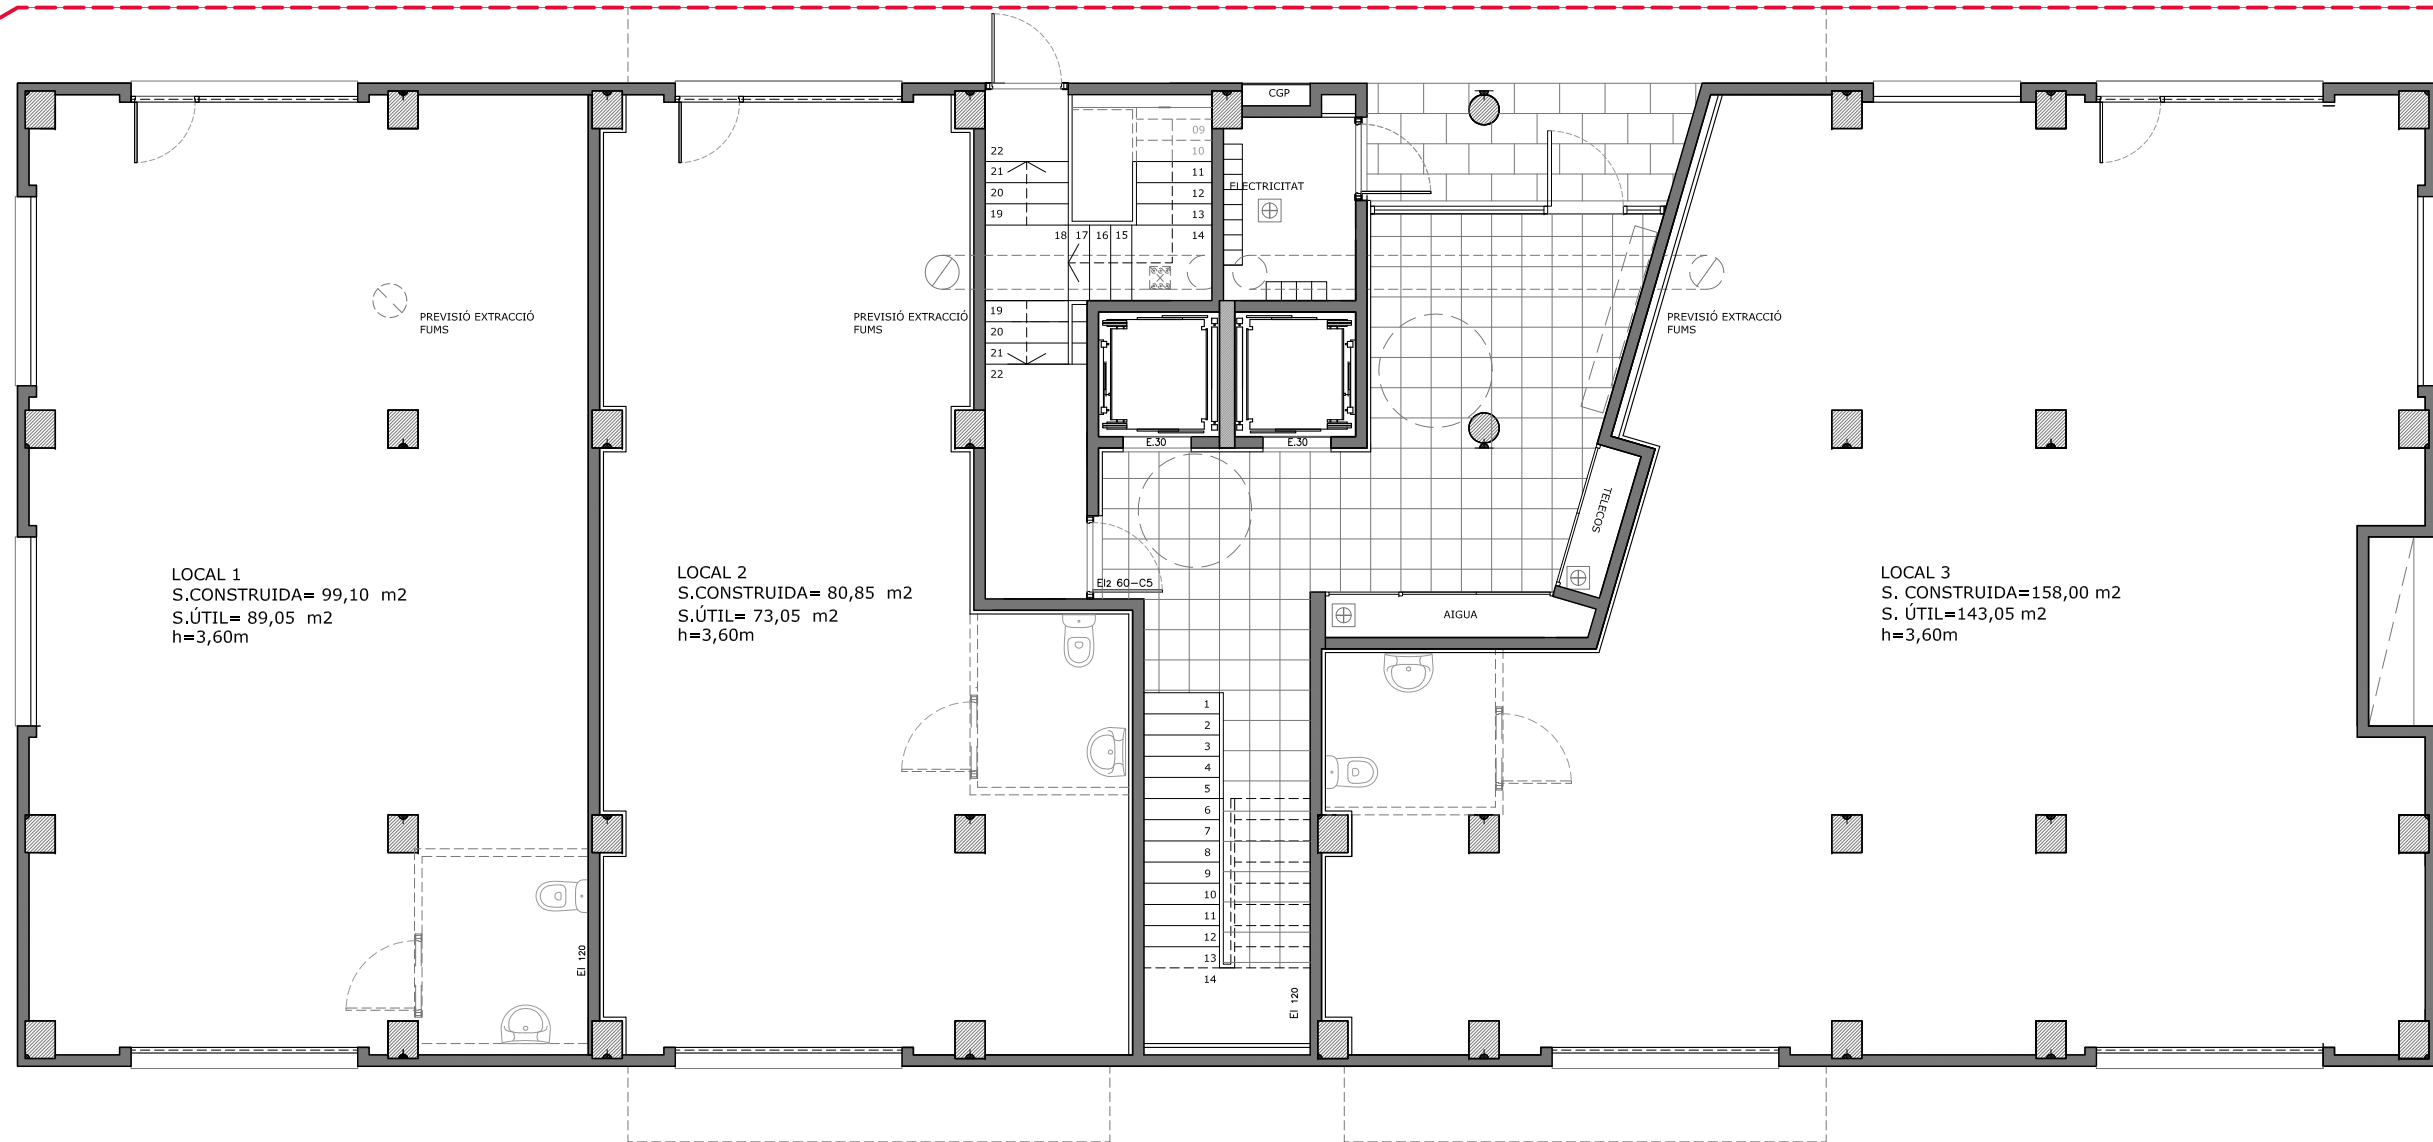 CGP
09
10
11
12
13
14
22
21
20
19
18 17 16 15
19
20
21
22
ELECTRICITAT
PREVISIÓ EXTRACCIÓ
FUMS
PREVISIÓ EXTRACCIÓ
FUMS
PREVISIÓ EXTRACCIÓ
FUMS
E.30
E.30
TELECOS
LOCAL 1
S.CONSTRUIDA= 99,10 m2
S.ÚTIL= 89,05 m2
h=3,60m
LOCAL 2
S.CONSTRUIDA= 80,85 m2
S.ÚTIL= 73,05 m2
h=3,60m
EI2 60-C5
AIGUA
LOCAL 3
S. CONSTRUIDA=158,00 m2
S. ÚTIL=143,05 m2
h=3,60m
1
2
3
4
5
6
7
8
9
10
11
12
13
14
EI 120
EI 120